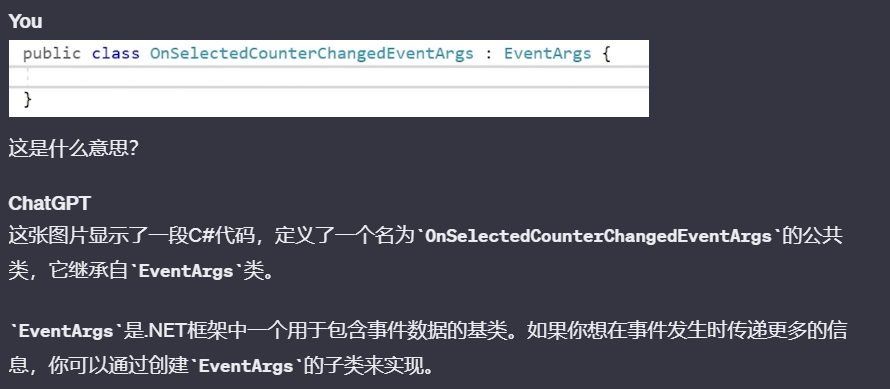 You
public class OnSelectedCounterChangedEventArgs : EventArgs {
}
这是什么意思？
ChatGPT
这张图片显示了一段C#代码，定义了一个名为`OnSelectedCounterChangedEventArgs`的公共
类，它继承自`EventArgs`类。
`EventArgs`是.NET框架中一个用于包含事件数据的基类。如果你想在事件发生时传递更多的信
息，你可以通过创建`EventArgs`的子类来实现。